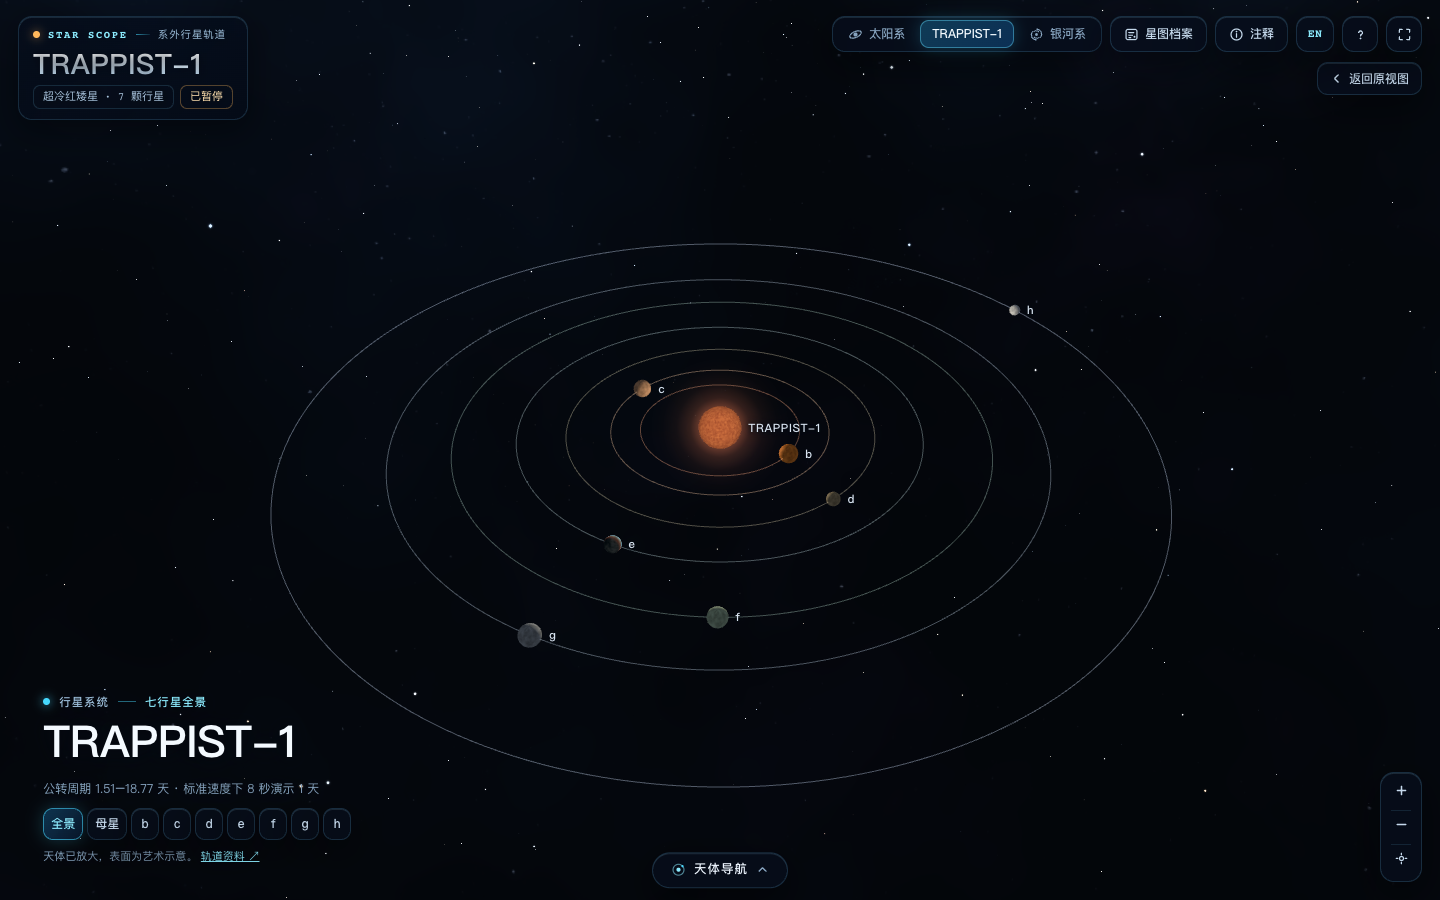 STAR SCOPE — 系外行星轨道
TRAPPIST–1
超冷红矮星 · 7 颗行星
已暂停
太阳系
TRAPPIST–1
银河系
星图档案
注释
EN
?
返回原视图
h
c
TRAPPIST–1
b
d
e
f
g
行星系统 — 七行星全景
TRAPPIST–1
公转周期 1.51—18.77 天 · 标准速度下 8 秒演示 1 天
全景 母星 b c d e f g h
天体已放大，表面为艺术示意。 轨道资料 ↗
天体导航
+
−